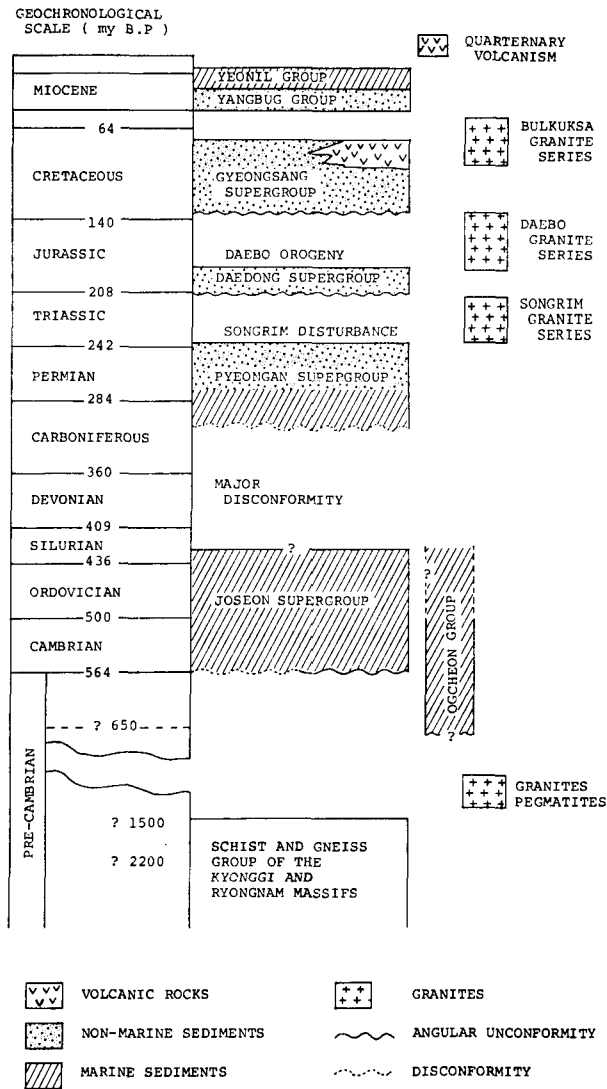 GEOCHRONOLOGICAL
SCALE ( my B.P )
QUARTERNARY
VOLCANISM
YEONIL GROUP
MIOCENE
YANGBUG GROUP
64
BULKUKSA
GRANITE
SERIES
CRETACEOUS
GYEONGSANG
SUPERGROUP
140
JURASSIC
DAEBO OROGENY
DAEBO
GRANITE
SERIES
DAEDONG SUPERGROUP
208
TRIASSIC
SONGRIM DISTURBANCE
SONGRIM
GRANITE
SERIES
242
PERMIAN
PYEONGAN SUPERGROUP
284
CARBONIFEROUS
360
DEVONIAN
MAJOR
DISCONFORMITY
409
SILURIAN
?
436
ORDOVICIAN
JOSEON SUPERGROUP
?
OGCHEON GROUP
?
500
CAMBRIAN
564
PRE-CAMBRIAN
? 650
GRANITES
PEGMATITES
? 1500
? 2200
SCHIST AND GNEISS
GROUP OF THE
KYONGGI AND
RYONGNAM MASSIFS
VOLCANIC ROCKS
GRANITES
NON-MARINE SEDIMENTS
ANGULAR UNCONFORMITY
MARINE SEDIMENTS
DISCONFORMITY